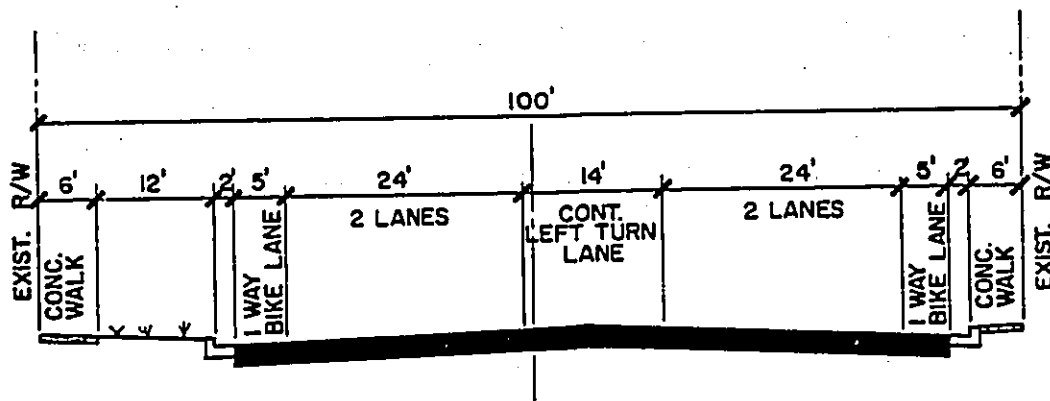 100'
6'
12'
2'
5'
24'
14'
24'
5'
2'
6'
EXIST. R/W
CONC.
WALK
1 WAY
BIKE LANE
2 LANES
CONT.
LEFT TURN
LANE
2 LANES
1 WAY
BIKE LANE
CONC.
WALK
EXIST. R/W